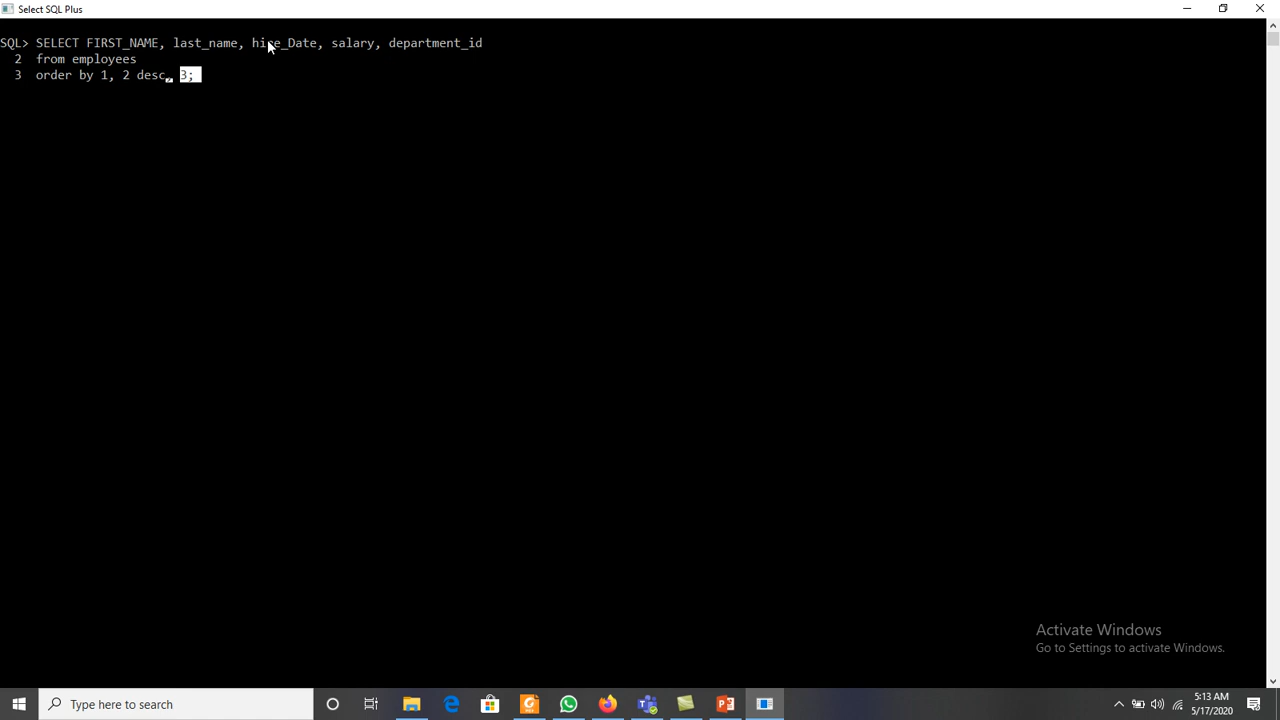 Select SQL Plus
SQL> SELECT FIRST_NAME, last_name, hire_Date, salary, department_id
2 from employees
3 order by 1, 2 desc, 3;
Activate Windows
Go to Settings to activate Windows.
Type here to search
5:13 AM
5/17/2020